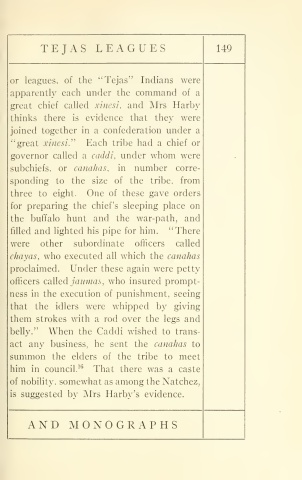 TEJAS LEAGUES 149
or leagues, of the "Tejas" Indians were
apparently each under the command of a
great chief called xinesi, and Mrs Harby
thinks there is evidence that they were
joined together in a confederation under a
"great xinesi." Each tribe had a chief or
governor called a caddi, under whom were
subchiefs, or canahas, in number corre-
sponding to the size of the tribe, from
three to eight. One of these gave orders
for preparing the chief's sleeping place on
the buffalo hunt and the war-path, and
filled and lighted his pipe for him. "There
were other subordinate officers called
chayas, who executed all which the canahas
proclaimed. Under these again were petty
officers called jaumas, who insured prompt-
ness in the execution of punishment, seeing
that the idlers were whipped by giving
them strokes with a rod over the legs and
belly." When the Caddi wished to trans-
act any business, he sent the canahas to
summon the elders of the tribe to meet
him in council. That there was a caste
of nobility, somewhat as among the Natchez,
is suggested by Mrs Harby's evidence.
AND MONOGRAPHS